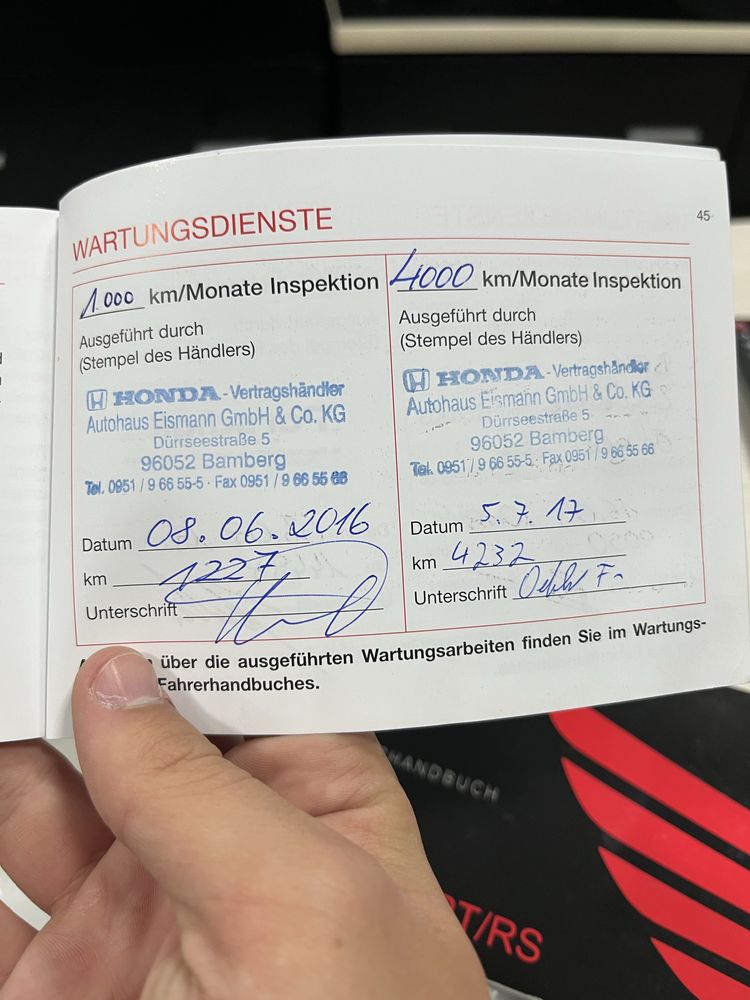 45
WARTUNGSDIENSTE
1.000 km/Monate Inspektion
Ausgeführt durch
(Stempel des Händlers)
HONDA - Vertragshändler
Autohaus Eismann GmbH & Co. KG
Dürrseestraße 5
96052 Bamberg
Tel. 0951 / 9 66 55-5 · Fax 0951 / 9 66 55 66
Datum 08.06.2016
km 1227
Unterschrift
4000 km/Monate Inspektion
Ausgeführt durch
(Stempel des Händlers)
HONDA - Vertragshändler
Autohaus Eismann GmbH & Co. KG
Dürrseestraße 5
96052 Bamberg
Tel. 0951 / 9 66 55-5 · Fax 0951 / 9 66 55 66
Datum 5.7.17
km 4232
Unterschrift
über die ausgeführten Wartungsarbeiten finden Sie im Wartungs-
Fahrerhandbuches.
HANDBUCH
T/RS